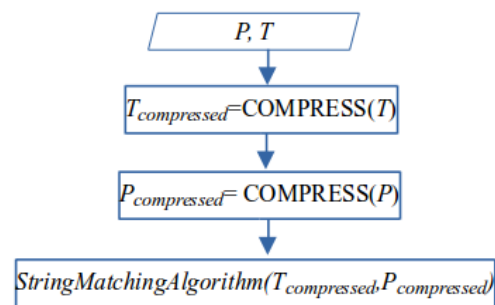 P, T
Tcompressed=COMPRESS(T)
Pcompressed= COMPRESS(P)
StringMatchingAlgorithm(Tcompressed,Pcompressed)